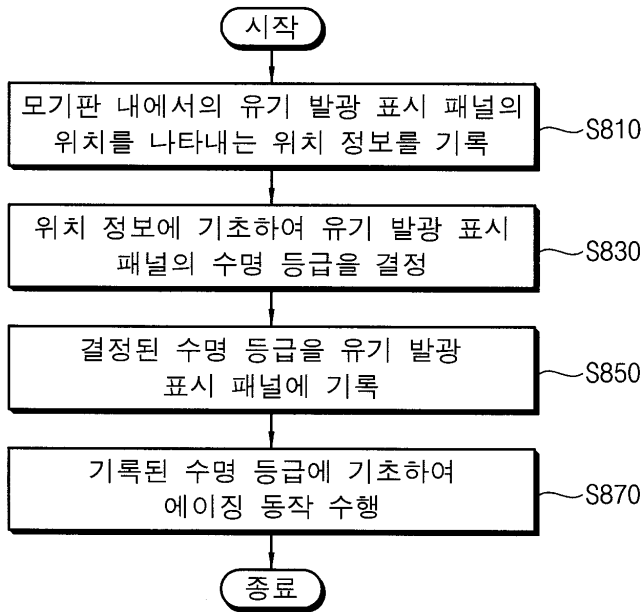 시작
모기판 내에서의 유기 발광 표시 패널의
위치를 나타내는 위치 정보를 기록
S810
위치 정보에 기초하여 유기 발광 표시
패널의 수명 등급을 결정
S830
결정된 수명 등급을 유기 발광
표시 패널에 기록
S850
기록된 수명 등급에 기초하여
에이징 동작 수행
S870
종료